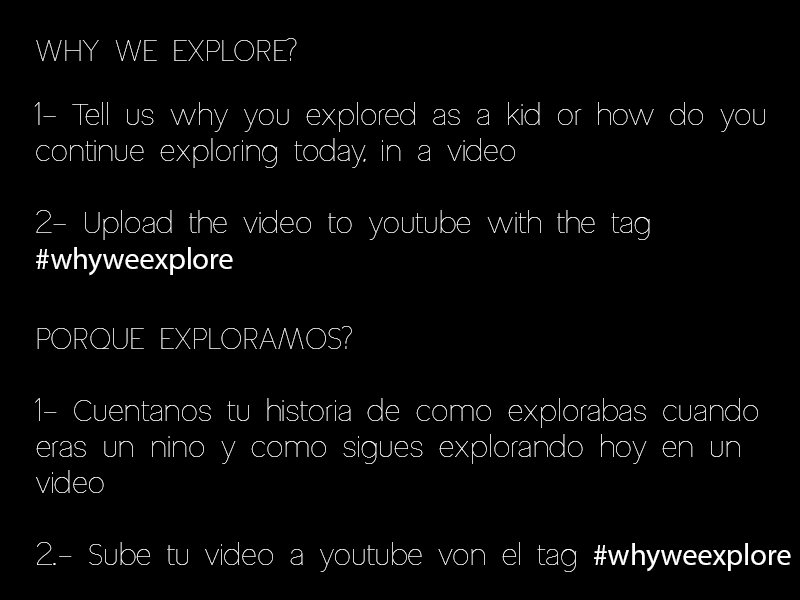 WHY WE EXPLORE?
1- Tell us why you explored as a kid or how do you
continue exploring today, in a video
2- Upload the video to youtube with the tag
#whyweexplore
PORQUE EXPLORAMOS?
1- Cuentanos tu historia de como explorabas cuando
eras un nino y como sigues explorando hoy en un
video
2.- Sube tu video a youtube von el tag #whyweexplore